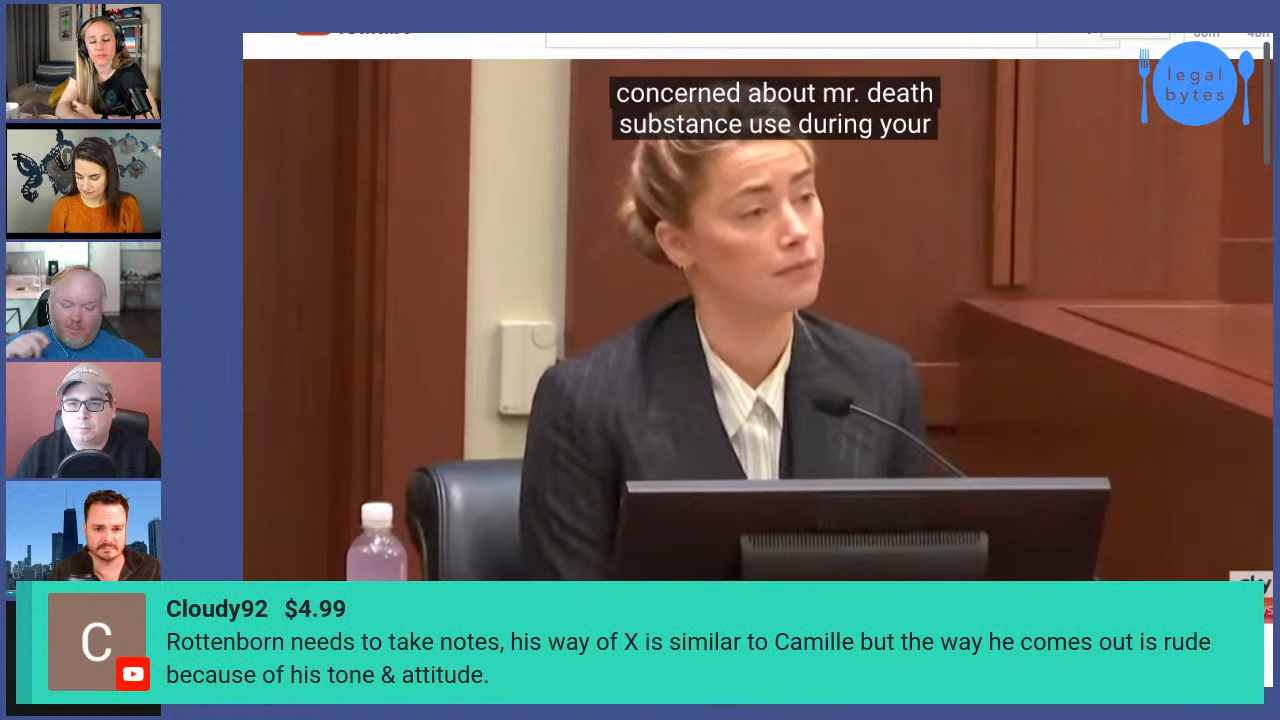 concerned about mr. death
substance use during your
legal
bytes
sky
Cloudy92 $4.99
Rottenborn needs to take notes, his way of X is similar to Camille but the way he comes out is rude
because of his tone & attitude.
C